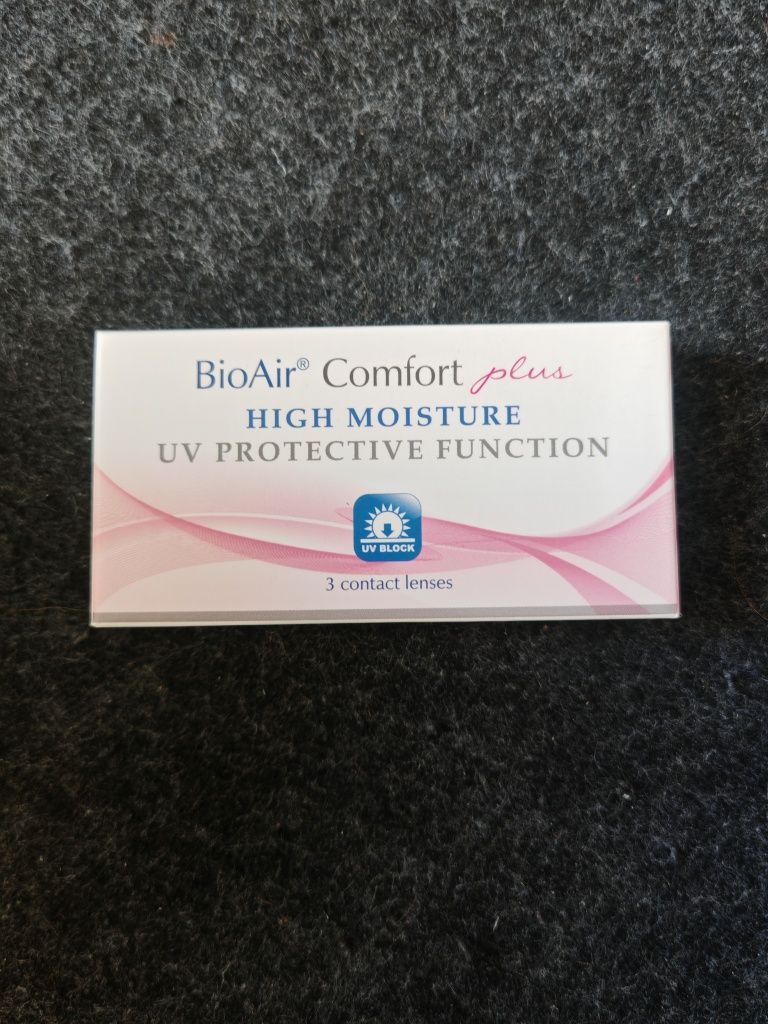 BioAir® Comfort plus
HIGH MOISTURE
UV PROTECTIVE FUNCTION
UV BLOCK
3 contact lenses